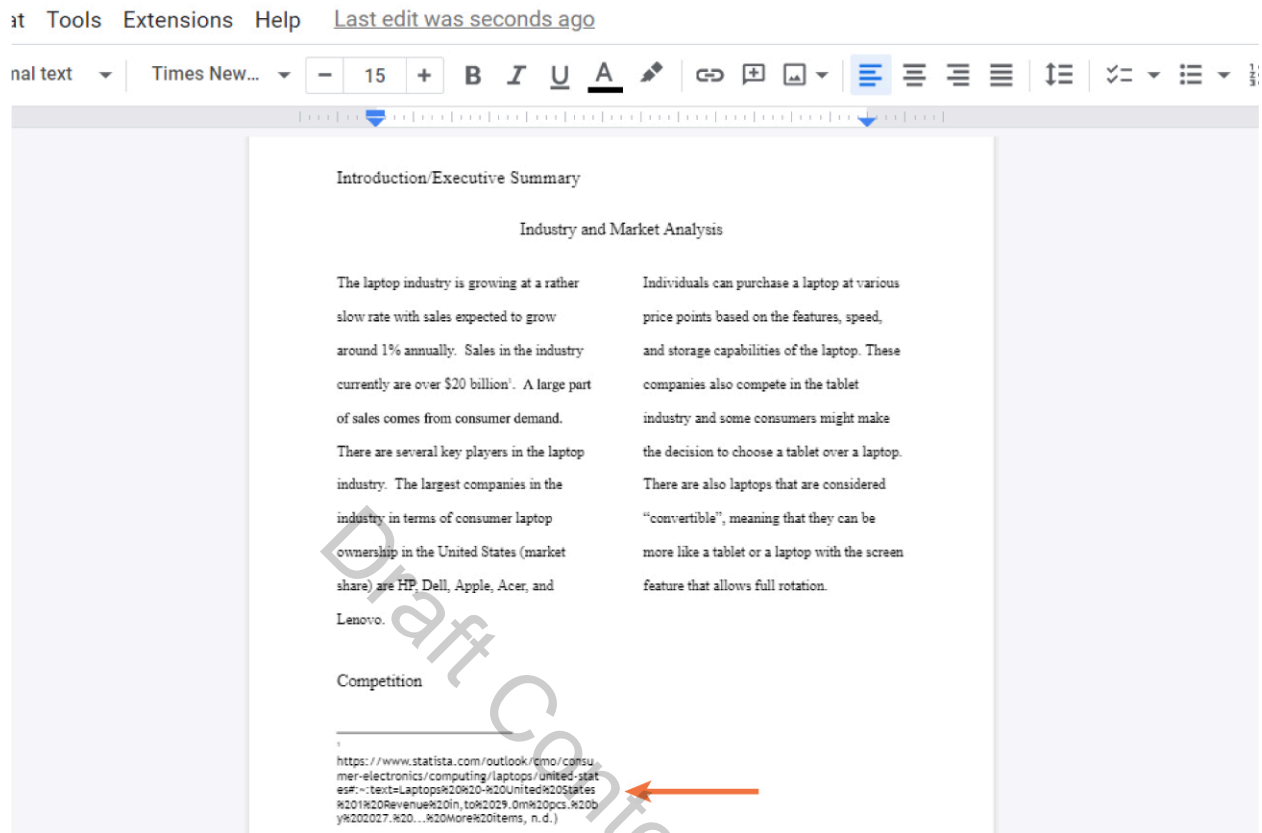 at Tools Extensions Help Last edit was seconds ago
nal text Times New... − 15 + B I U A
Introduction/Executive Summary
Industry and Market Analysis
The laptop industry is growing at a rather
slow rate with sales expected to grow
around 1% annually.  Sales in the industry
currently are over $20 billion¹.  A large part
of sales comes from consumer demand.
There are several key players in the laptop
industry.  The largest companies in the
industry in terms of consumer laptop
ownership in the United States (market
share) are HP, Dell, Apple, Acer, and
Lenovo.
Individuals can purchase a laptop at various
price points based on the features, speed,
and storage capabilities of the laptop. These
companies also compete in the tablet
industry and some consumers might make
the decision to choose a tablet over a laptop.
There are also laptops that are considered
“convertible”, meaning that they can be
more like a tablet or a laptop with the screen
feature that allows full rotation.
Competition
1
https://www.statista.com/outlook/cmo/consu
mer-electronics/computing/laptops/united-stat
es#:~:text=Laptops%20%20-%20United%20States
%201%20Revenue%20in,to%2029.0m%20pcs.%20b
y%202027.%20...%20More%20items, n.d.)
Draft Conte